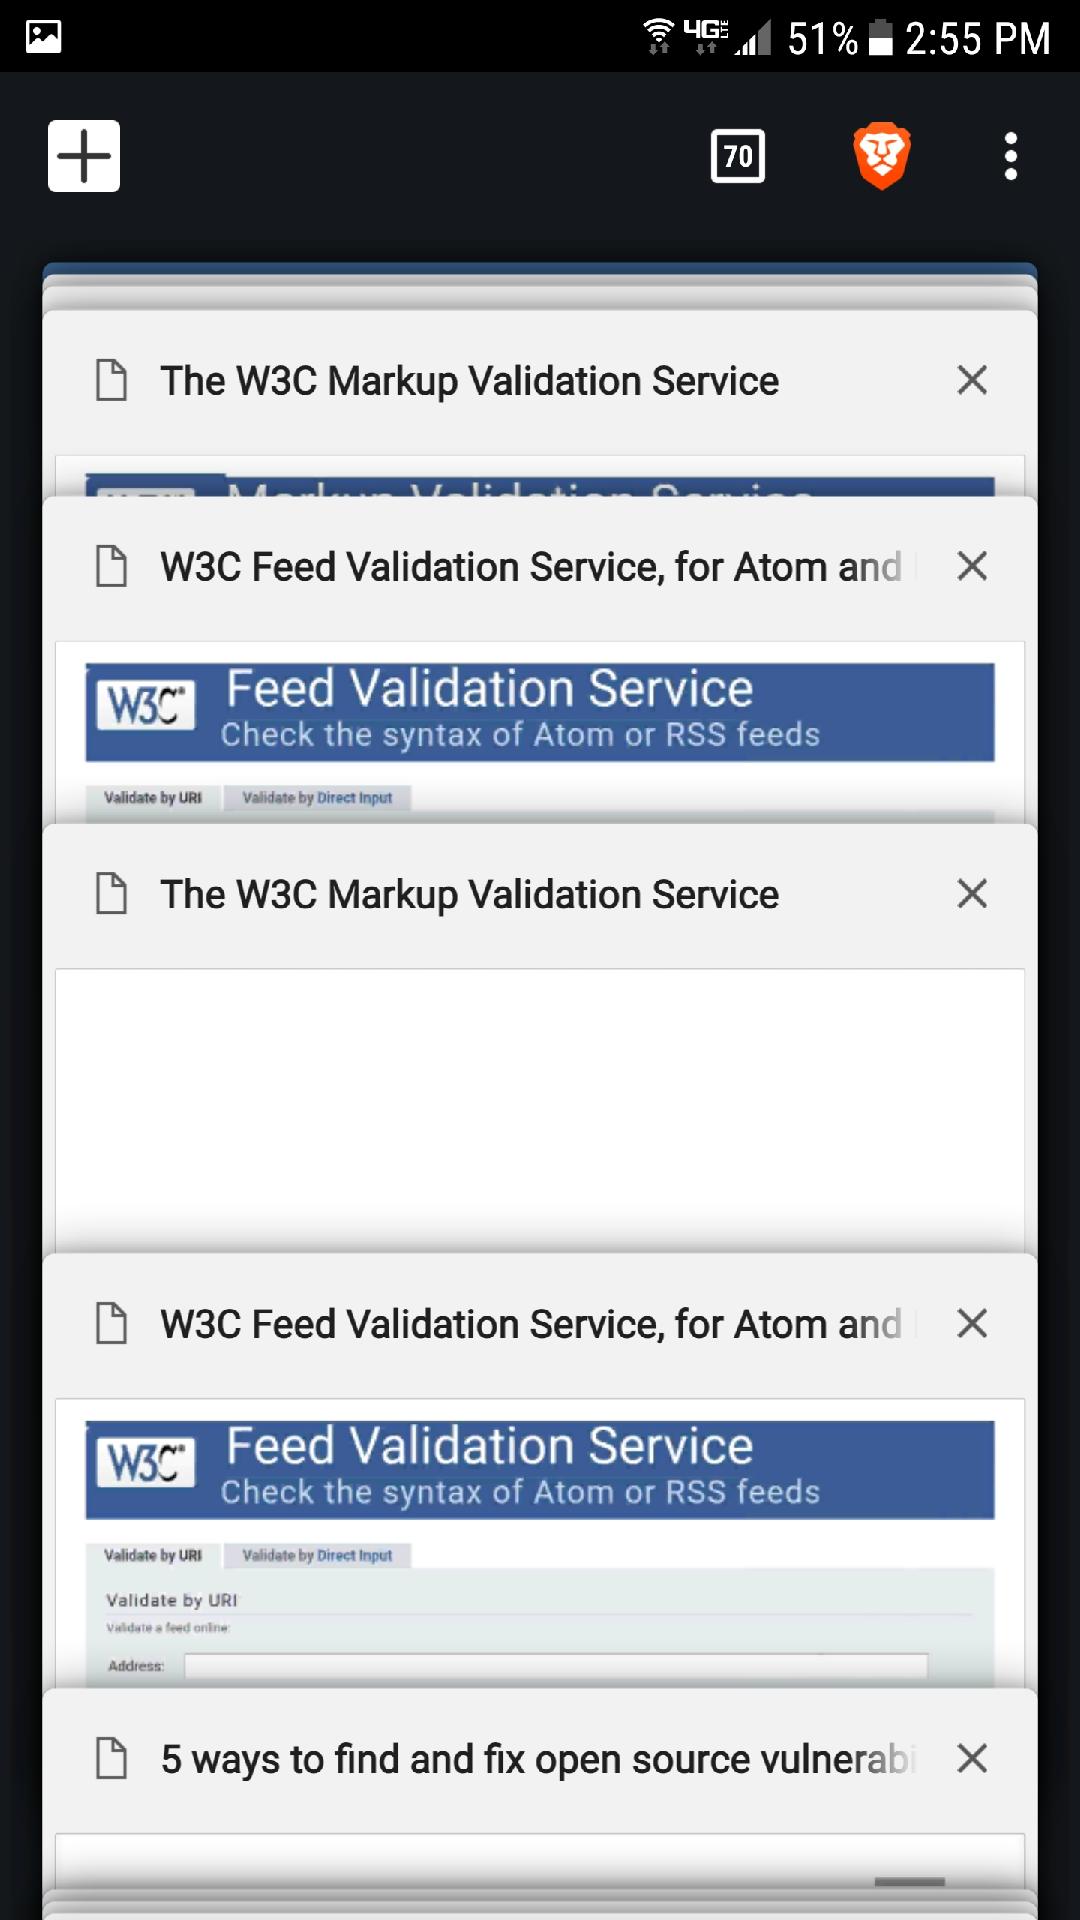 4G LTE 51% 2:55 PM
70
The W3C Markup Validation Service
Markup Validation Service
W3C Feed Validation Service, for Atom and
W3C Feed Validation Service
Check the syntax of Atom or RSS feeds
Validate by URI Validate by Direct Input
The W3C Markup Validation Service
W3C Feed Validation Service, for Atom and
W3C Feed Validation Service
Check the syntax of Atom or RSS feeds
Validate by URI Validate by Direct Input
Validate by URI
Validate a feed online:
Address:
5 ways to find and fix open source vulnerabi